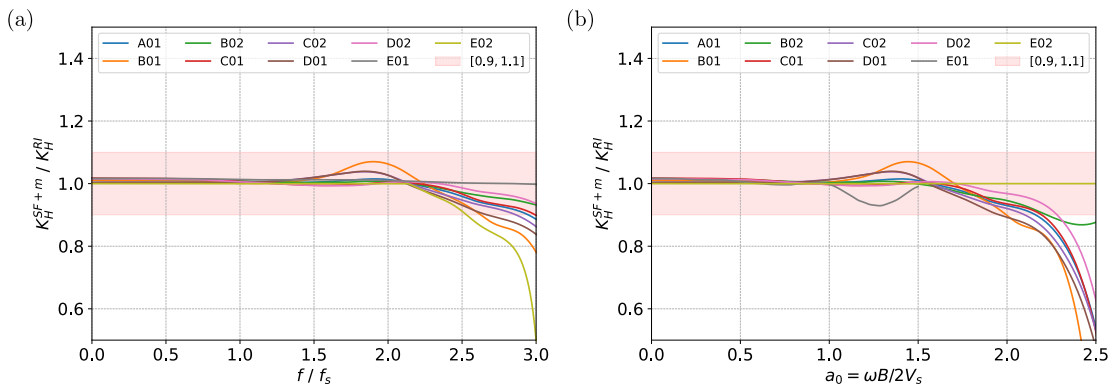 (a)
A01 B02 C02 D02 E02
B01 C01 D01 E01 [0.9, 1.1]
K_H^{SF+m} / K_H^{RI}
1.4
1.2
1.0
0.8
0.6
0.0 0.5 1.0 1.5 2.0 2.5 3.0
f / f_s
(b)
A01 B02 C02 D02 E02
B01 C01 D01 E01 [0.9, 1.1]
K_H^{SF+m} / K_H^{RI}
1.4
1.2
1.0
0.8
0.6
0.0 0.5 1.0 1.5 2.0 2.5
a_0 = ωB/2V_s